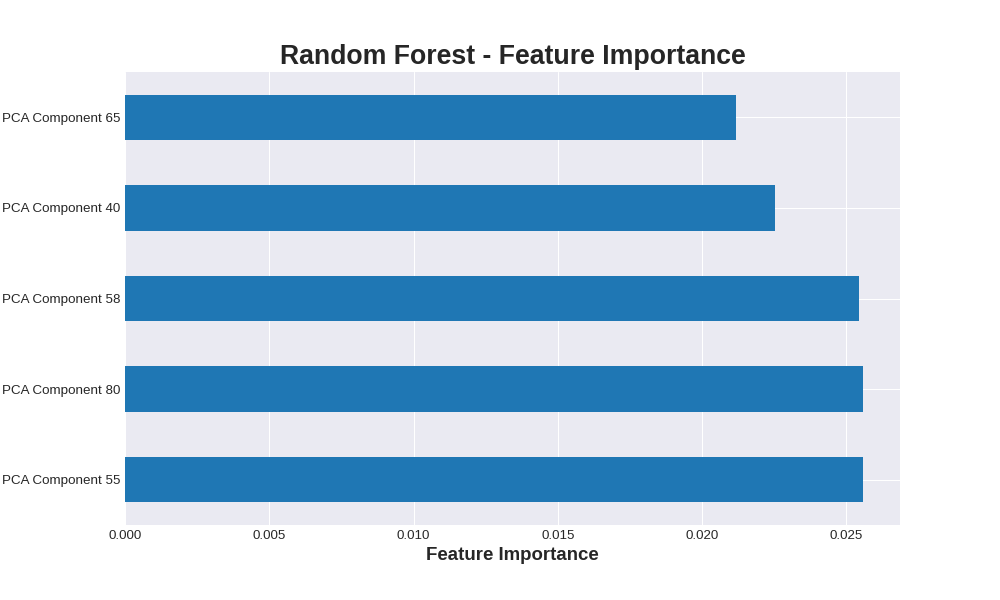 Random Forest - Feature Importance
PCA Component 65
PCA Component 40
PCA Component 58
PCA Component 80
PCA Component 55
0.000 0.005 0.010 0.015 0.020 0.025
Feature Importance